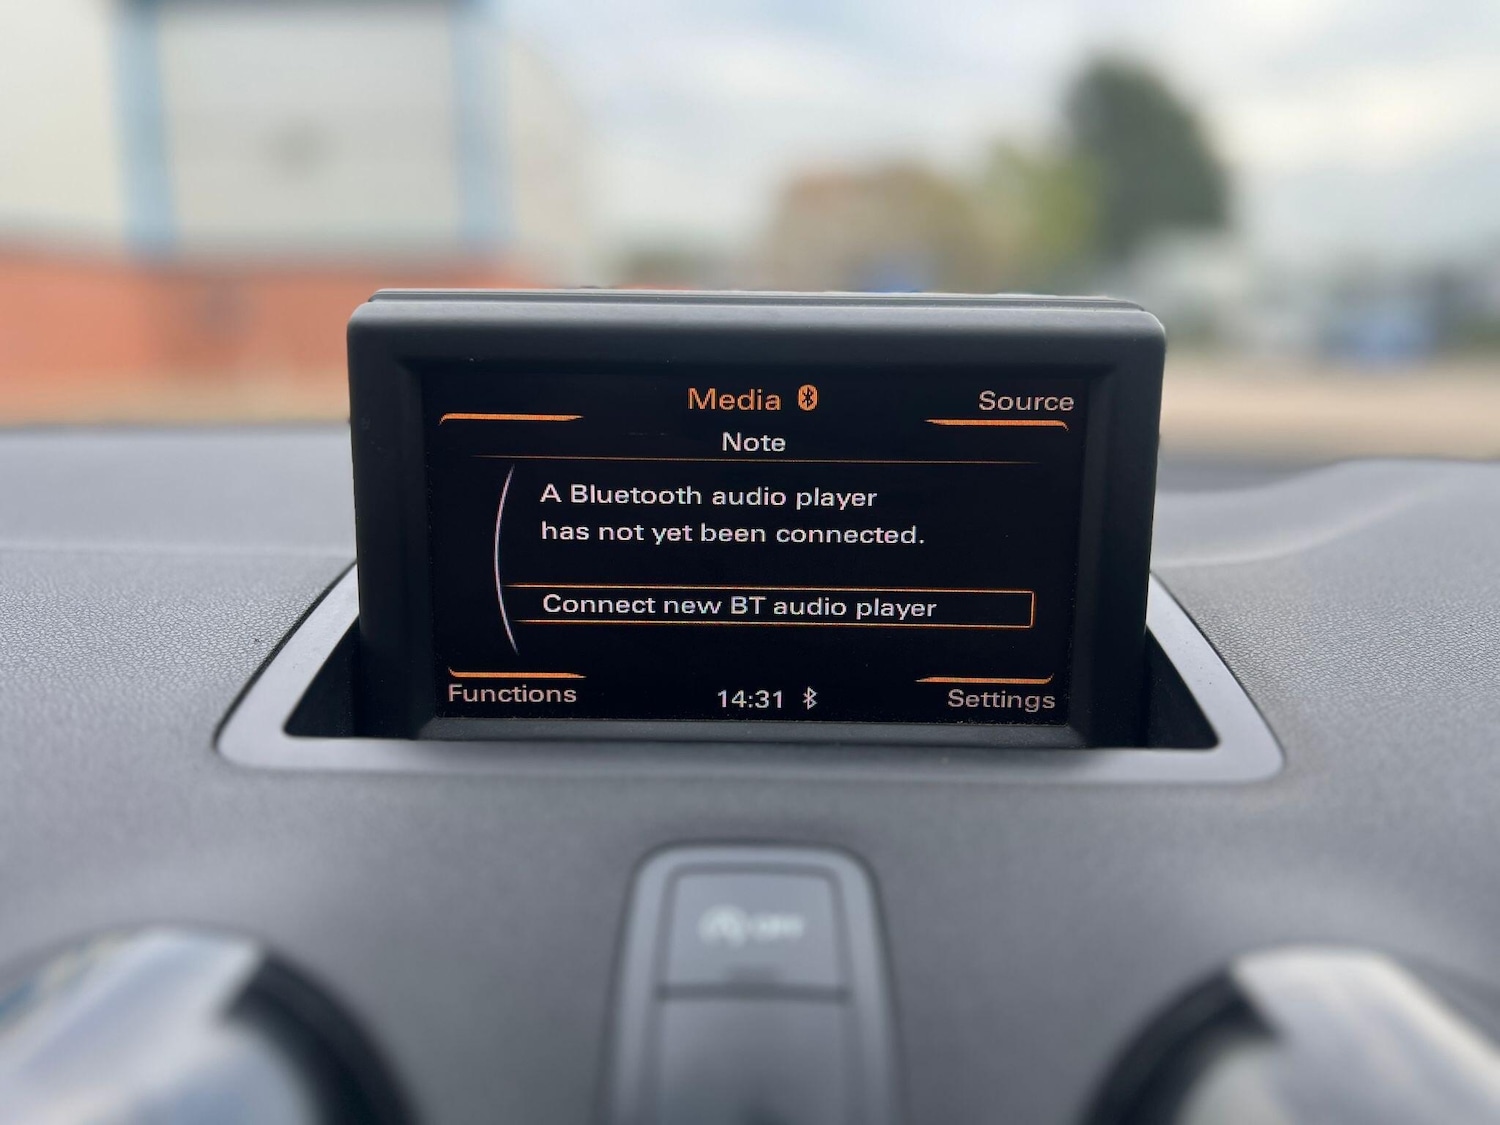 Media
Source
Note
A Bluetooth audio player
has not yet been connected.
Connect new BT audio player
Functions
14:31
Settings